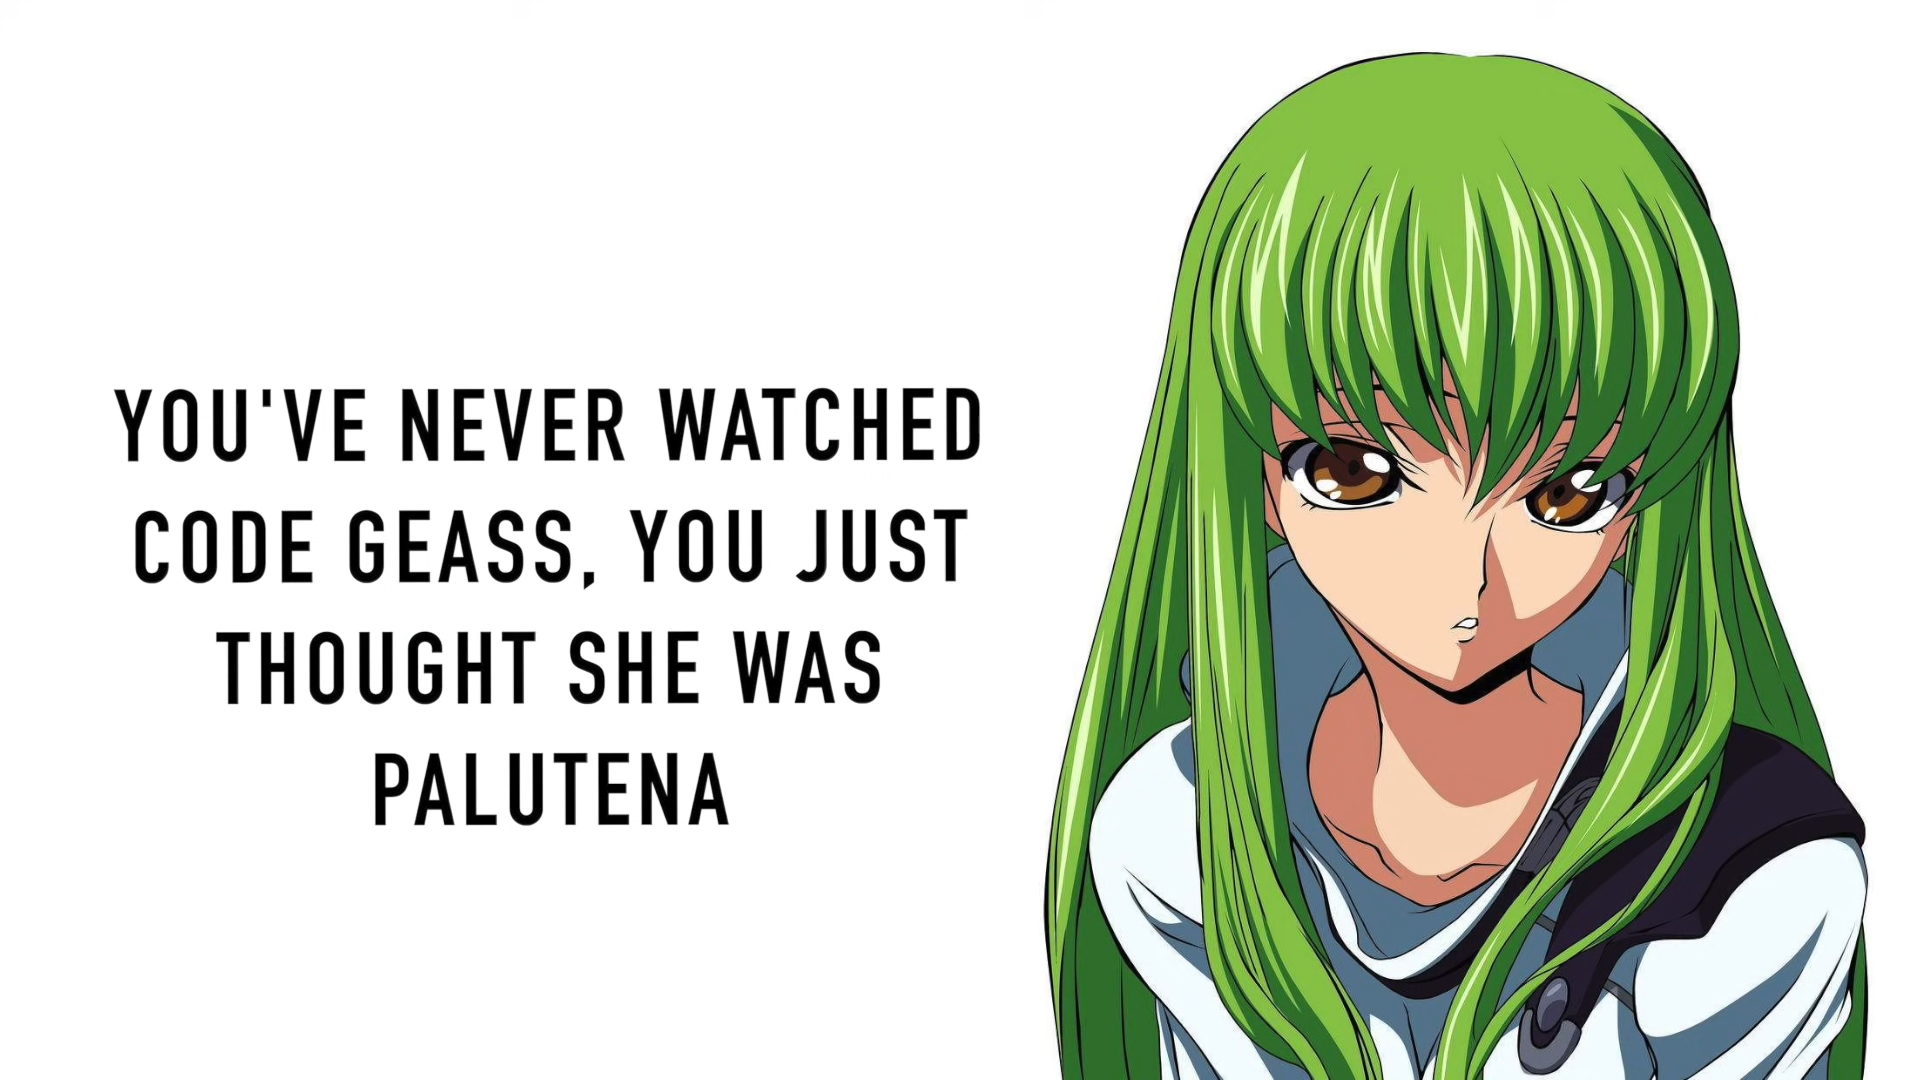 YOU'VE NEVER WATCHED
CODE GEASS, YOU JUST
THOUGHT SHE WAS
PALUTENA